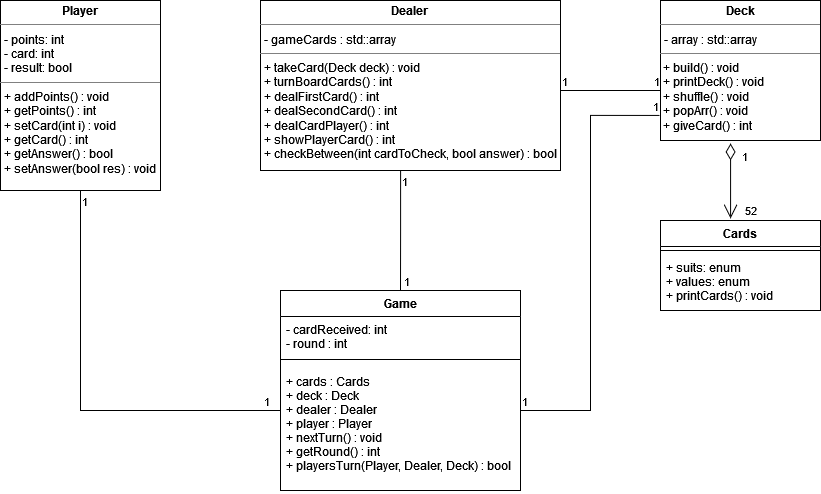 Player
- points: int
- card: int
- result: bool
+ addPoints() : void
+ getPoints() : int
+ setCard(int i) : void
+ getCard() : int
+ getAnswer() : bool
+ setAnswer(bool res) : void
1
Dealer
- gameCards : std::array
+ takeCard(Deck deck) : void
+ turnBoardCards() : int
+ dealFirstCard() : int
+ dealSecondCard() : int
+ dealCardPlayer() : int
+ showPlayerCard() : int
+ checkBetween(int cardToCheck, bool answer) : bool
1
1
1
1
Deck
- array : std::array
+ build() : void
+ printDeck() : void
+ shuffle() : void
+ popArr() : void
+ giveCard() : int
1
52
Cards
+ suits: enum
+ values: enum
+ printCards() : void
1
Game
- cardReceived: int
- round : int
+ cards : Cards
+ deck : Deck
+ dealer : Dealer
+ player : Player
+ nextTurn() : void
+ getRound() : int
+ playersTurn(Player, Dealer, Deck) : bool
1
1